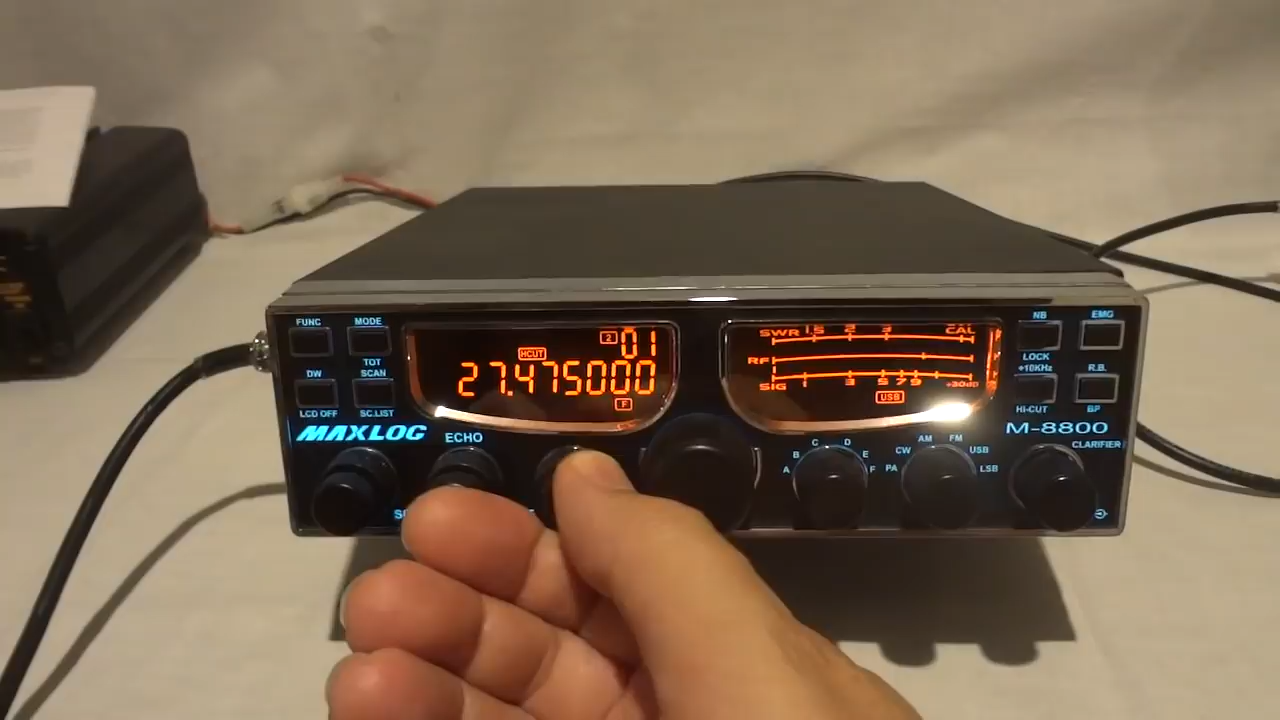 FUNC MODE
TOT
SCAN
DW
LCD OFF SC.LIST
2 01
HCUT
27.475000
F
SWR 1.5 2 3 CAL
RF
SIG 3 5 7 9 +30dB
USB
NB EMG
LOCK
+10KHz R.B.
HI-CUT BP
MAXLOG ECHO
M-8800
CLARIFIER
A B C D E F
PA CW AM FM USB LSB